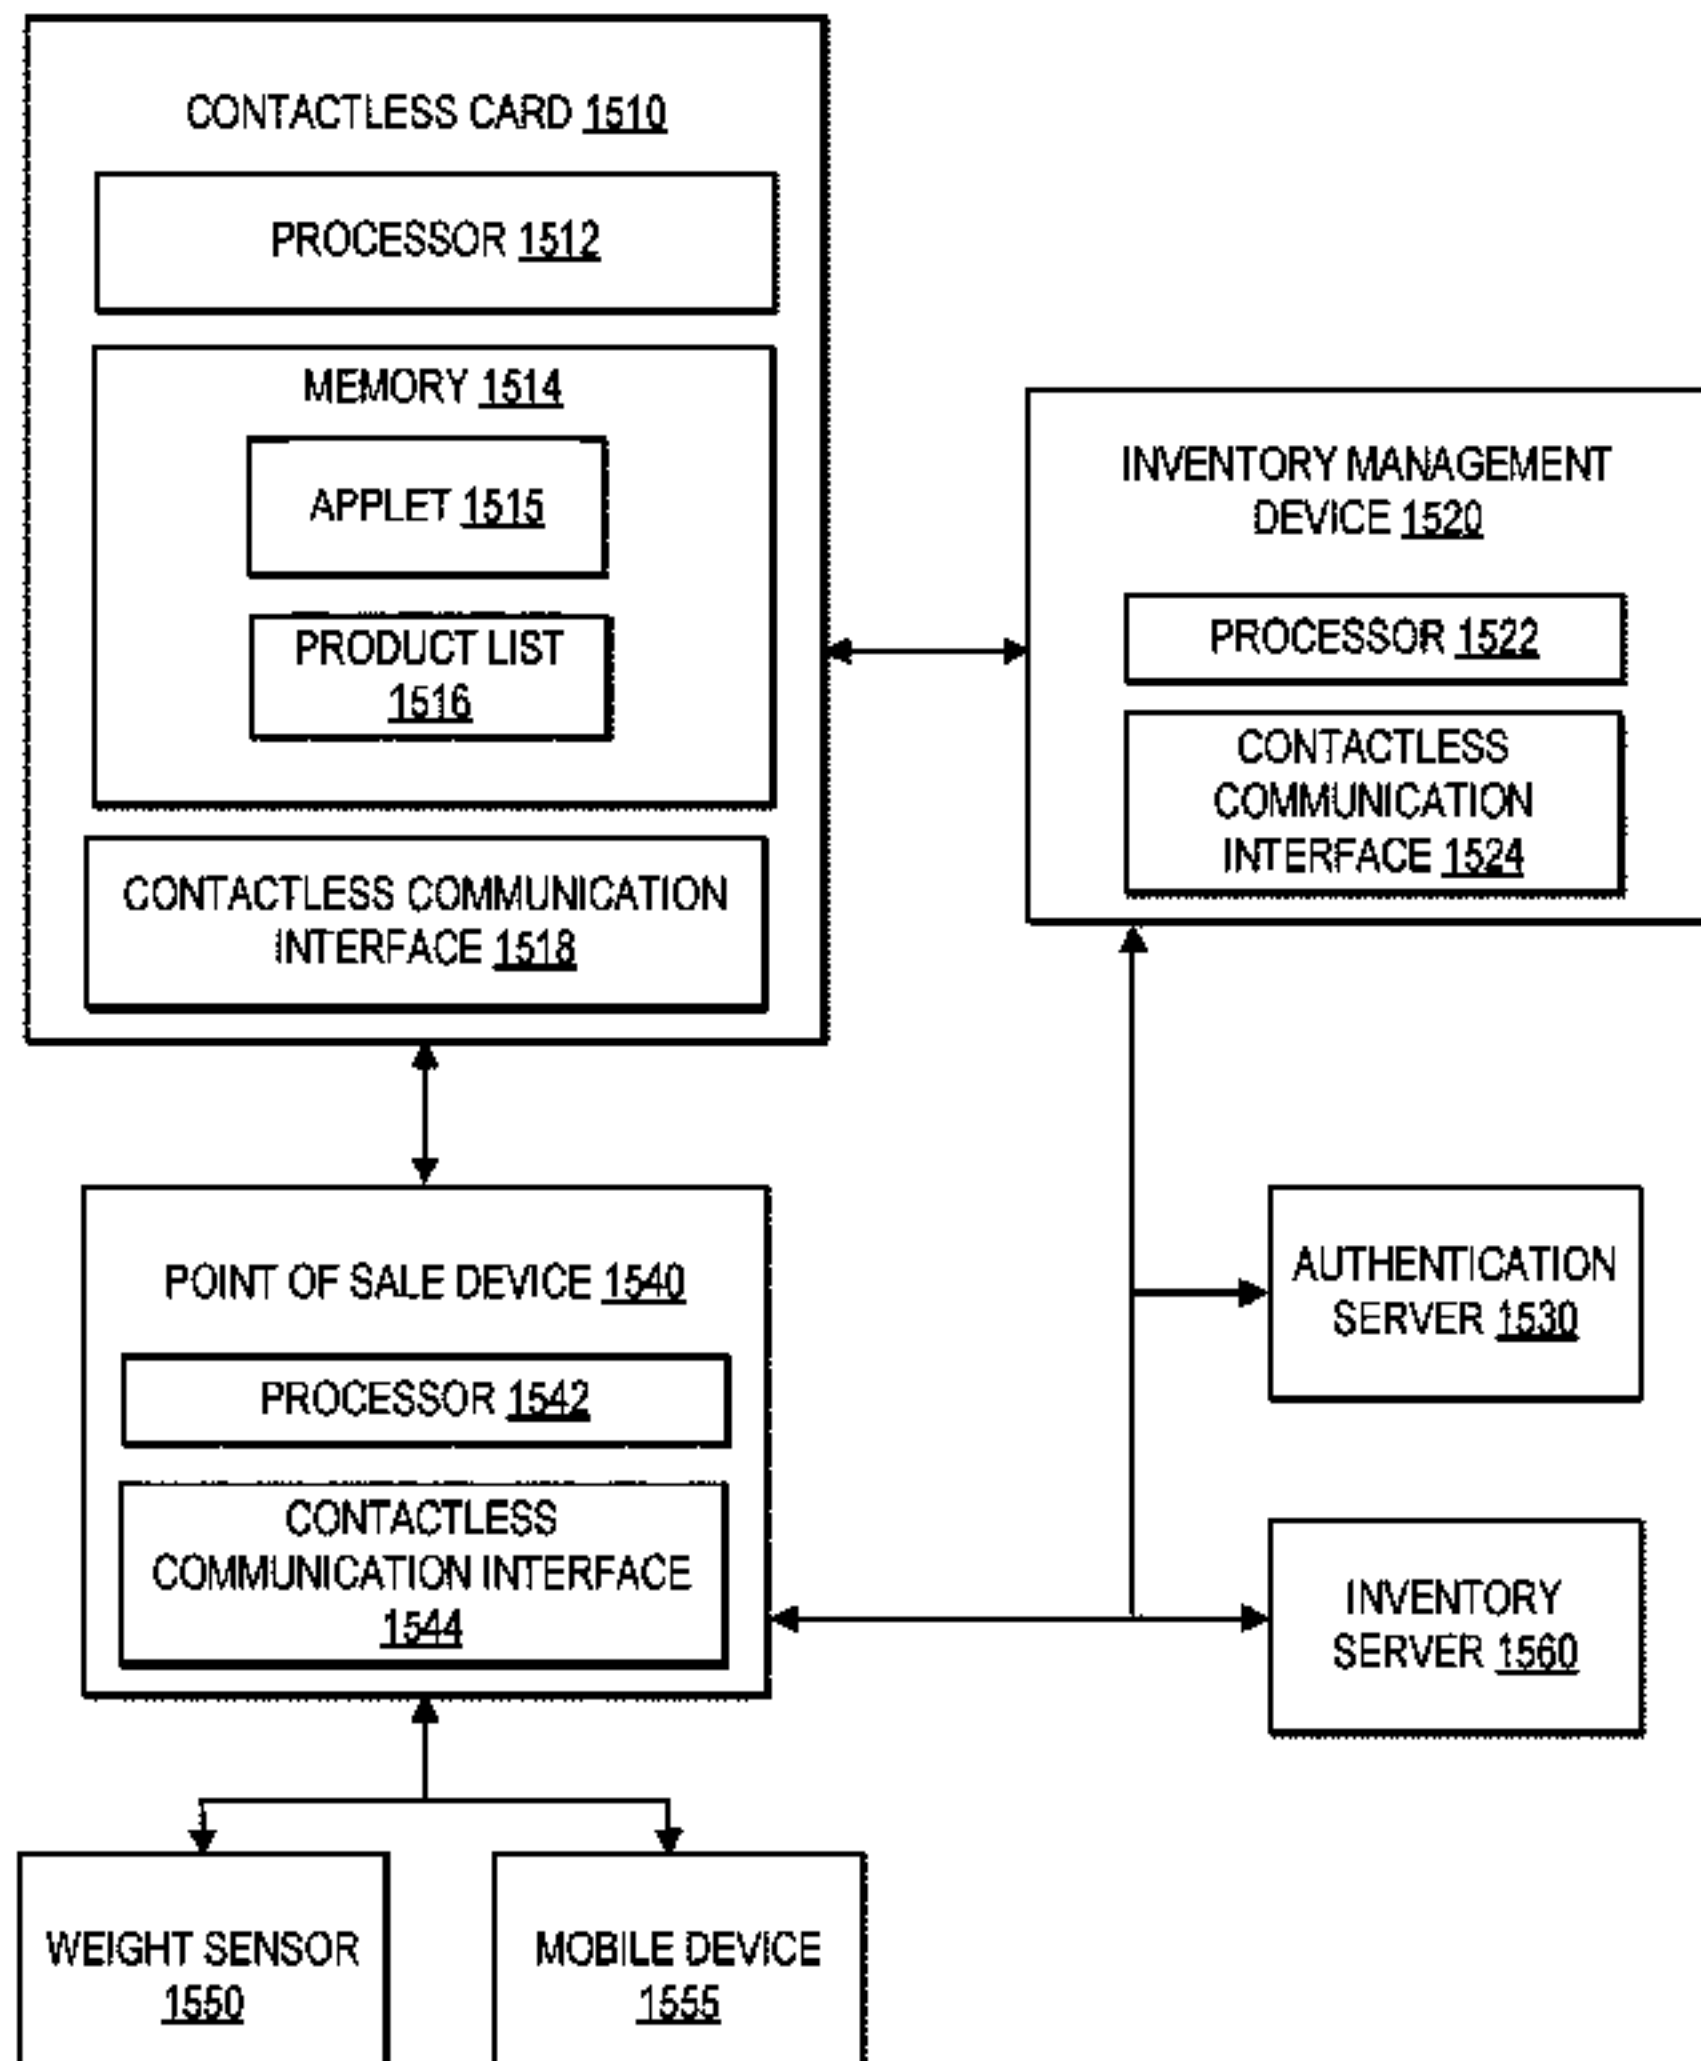 CONTACTLESS CARD 1510
PROCESSOR 1512
MEMORY 1514
APPLET 1515
PRODUCT LIST
1516
CONTACTLESS COMMUNICATION
INTERFACE 1518
INVENTORY MANAGEMENT
DEVICE 1520
PROCESSOR 1522
CONTACTLESS
COMMUNICATION
INTERFACE 1524
POINT OF SALE DEVICE 1540
PROCESSOR 1542
CONTACTLESS
COMMUNICATION INTERFACE
1544
AUTHENTICATION
SERVER 1530
INVENTORY
SERVER 1560
WEIGHT SENSOR
1550
MOBILE DEVICE
1555